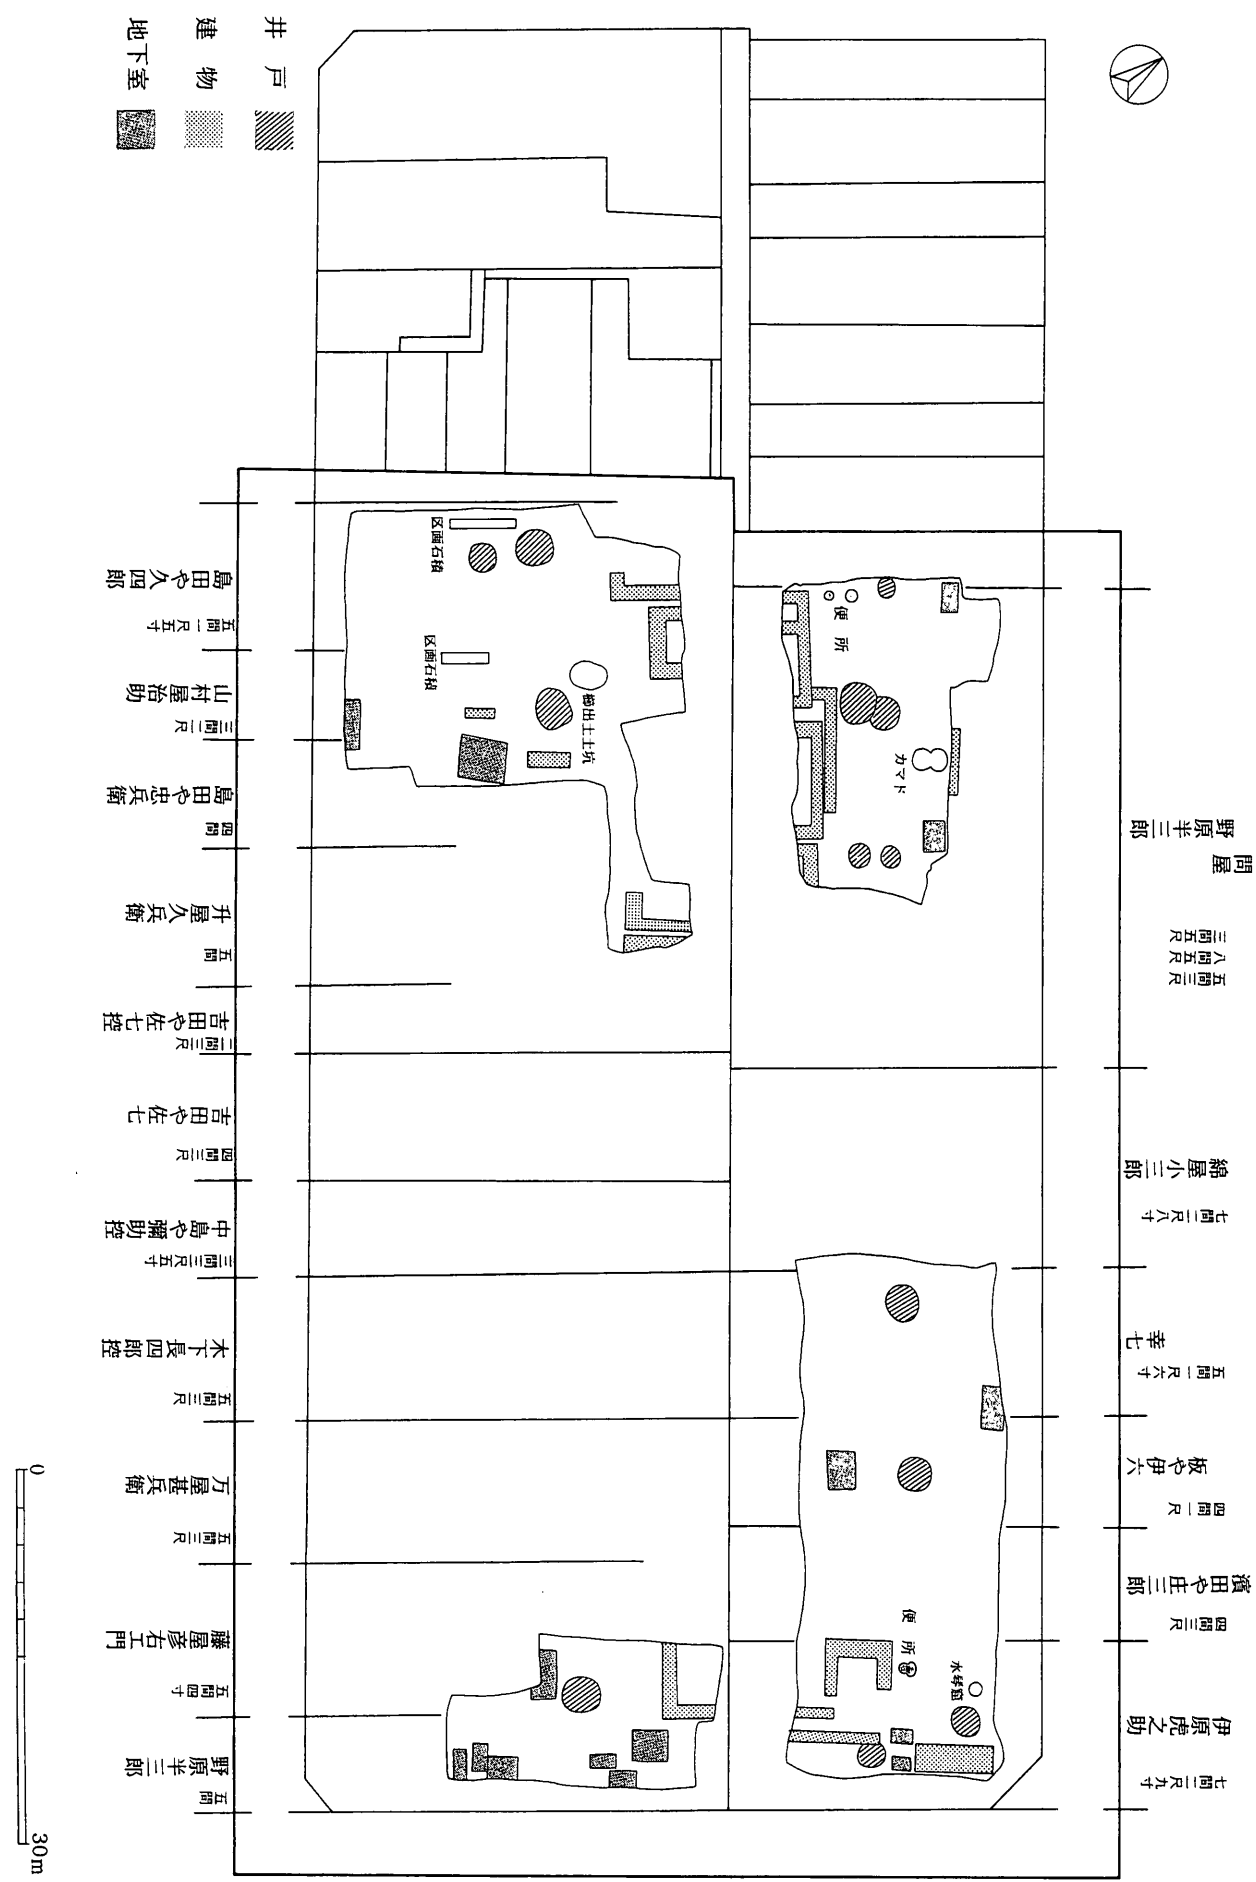 井戸
建物
地下室
区画石積
区画石積
櫛出土土坑
便所
カマド
便所
水琴窟
島田や久四郎
五間一尺五寸
山村屋治助
三間二尺
島田や忠兵衛
四間
升屋久兵衛
五間
吉田や佐七控
二間三尺
吉田や佐七
四間三尺
中島や彌助控
三間三尺五寸
木下長四郎控
五間三尺
万屋甚兵衛
五間三尺
藤屋彦右エ門
五間四寸
野原半三郎
五間
問屋
野原半三郎
三間五尺
八間五尺
五間三尺
綿屋小三郎
七間二尺八寸
幸七
五間一尺六寸
板や伊六
四間一尺
濱田や庄三郎
四間三尺
伊原虎之助
七間二尺九寸
0
30m